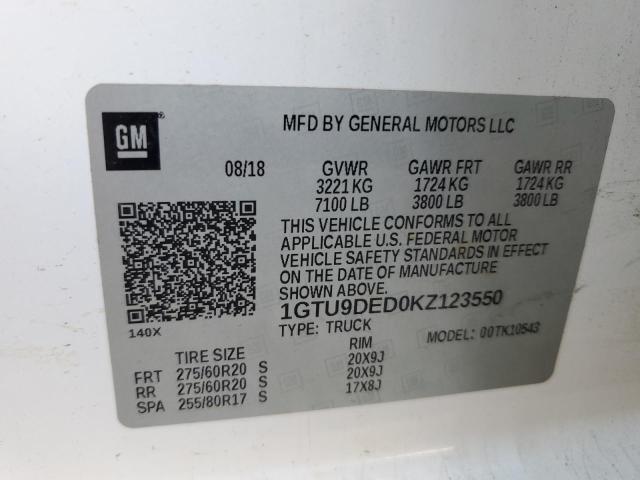 GM
MFD BY GENERAL MOTORS LLC
08/18 GVWR GAWR FRT GAWR RR
3221 KG 1724 KG 1724 KG
7100 LB 3800 LB 3800 LB
THIS VEHICLE CONFORMS TO ALL
APPLICABLE U.S. FEDERAL MOTOR
VEHICLE SAFETY STANDARDS IN EFFECT
ON THE DATE OF MANUFACTURE
SHOWN ABOVE.
1GTU9DED0KZ123550
140X
TYPE: TRUCK
MODEL: 00TK10543
TIRE SIZE RIM
FRT 275/60R20 S 20X9J
RR 275/60R20 S 20X9J
SPA 255/80R17 S 17X8J